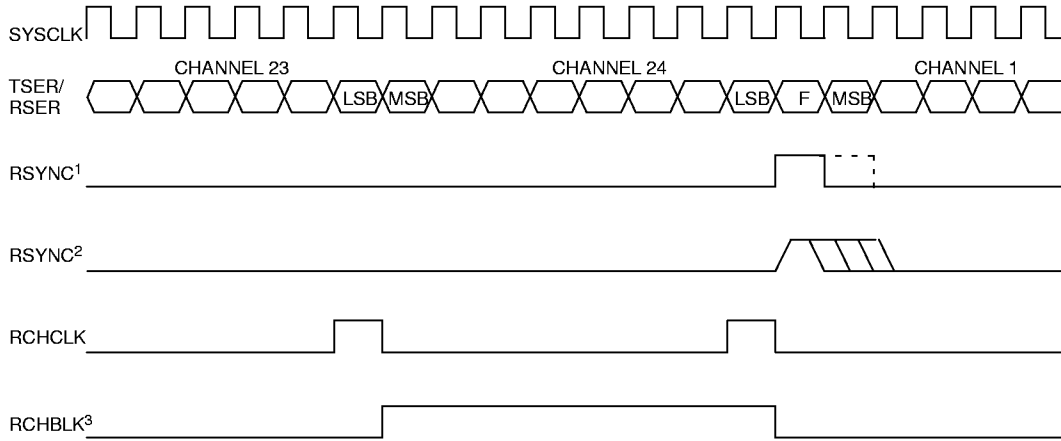 SYSCLK
CHANNEL 23 CHANNEL 24 CHANNEL 1
TSER/
RSER
LSB MSB LSB F MSB
RSYNC¹
RSYNC²
RCHCLK
RCHBLK³